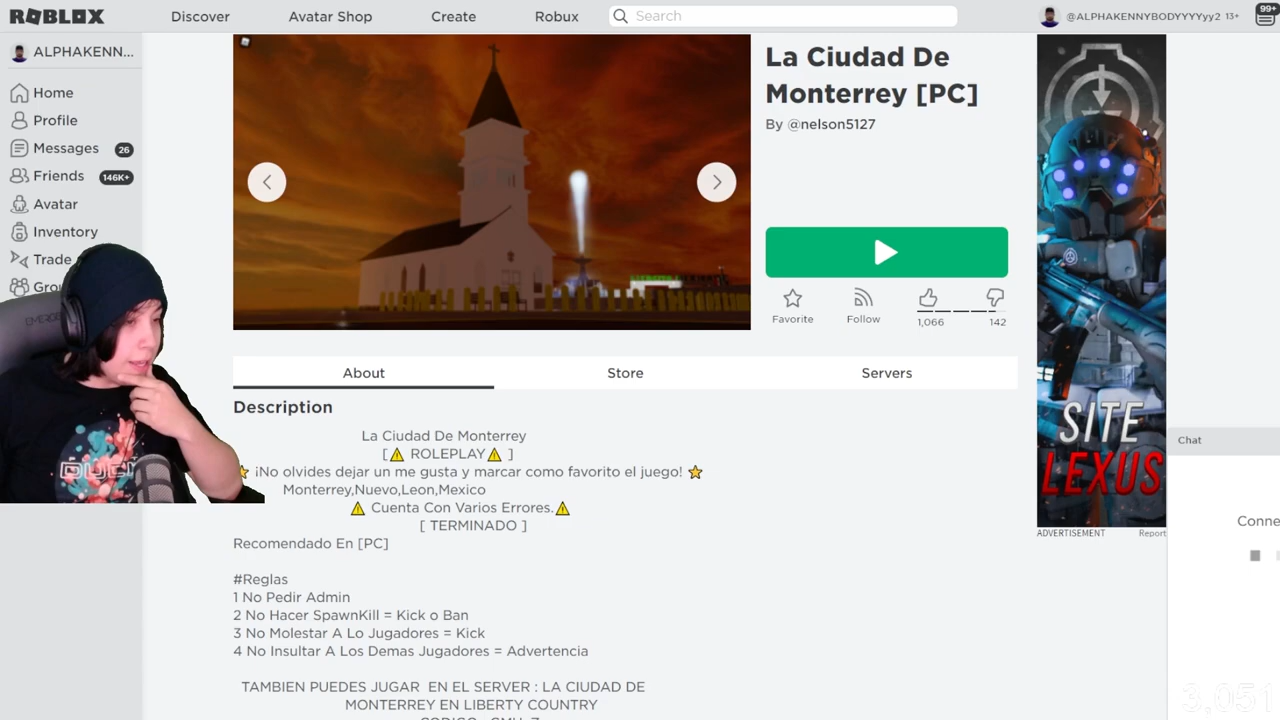 ROBLOX
Discover
Avatar Shop
Create
Robux
Search
@ALPHAKENNYBODYYYYyy2 13+
99+
ALPHAKENN...
Home
Profile
Messages 26
Friends 146K+
Avatar
Inventory
Trade
La Ciudad De
Monterrey [PC]
By @nelson5127
Favorite
Follow
1,066
142
About
Store
Servers
Description
La Ciudad De Monterrey
[⚠ ROLEPLAY⚠ ]
⭐ ¡No olvides dejar un me gusta y marcar como favorito el juego! ⭐
Monterrey,Nuevo,Leon,Mexico
⚠ Cuenta Con Varios Errores.⚠
[ TERMINADO ]
Recomendado En [PC]
#Reglas
1 No Pedir Admin
2 No Hacer SpawnKill = Kick o Ban
3 No Molestar A Lo Jugadores = Kick
4 No Insultar A Los Demas Jugadores = Advertencia
TAMBIEN PUEDES JUGAR EN EL SERVER : LA CIUDAD DE
MONTERREY EN LIBERTY COUNTRY
SITE
LEXUS
ADVERTISEMENT
Report
Chat
Conne
3,051